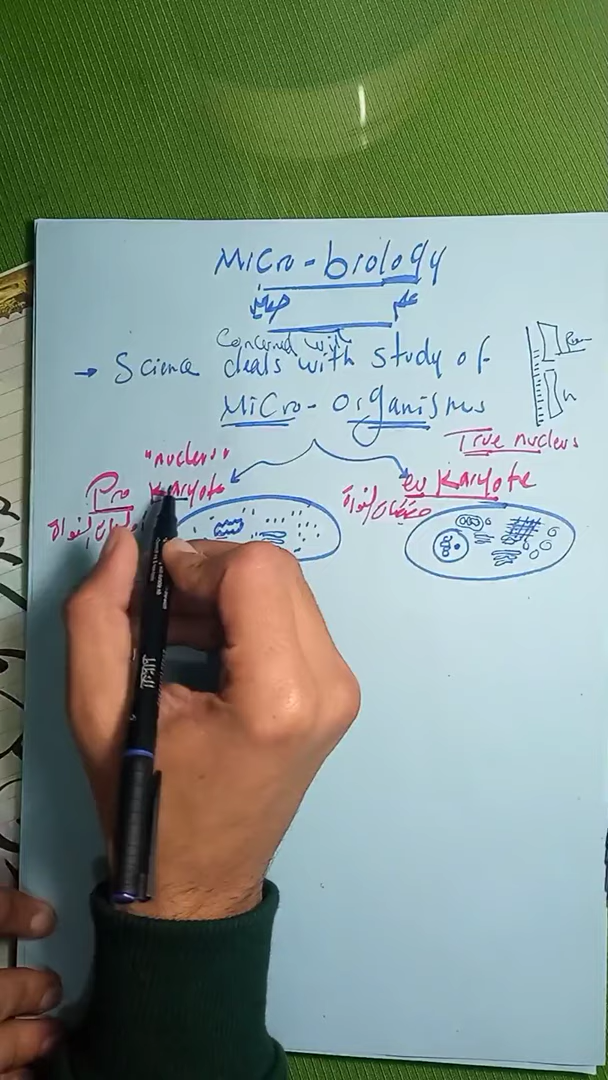 Micro-biology
علم
Concerned with
→ Science deals with study of
Micro-organisms
True nucleus
"nucleus"
Pro karyote
eu karyote